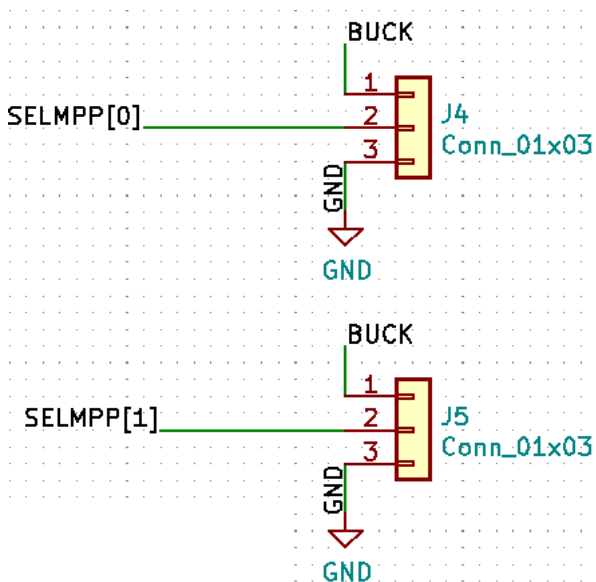 BUCK
1
SELMPP[0]
2
J4
Conn_01x03
3
GND
GND
BUCK
1
SELMPP[1]
2
J5
Conn_01x03
3
GND
GND